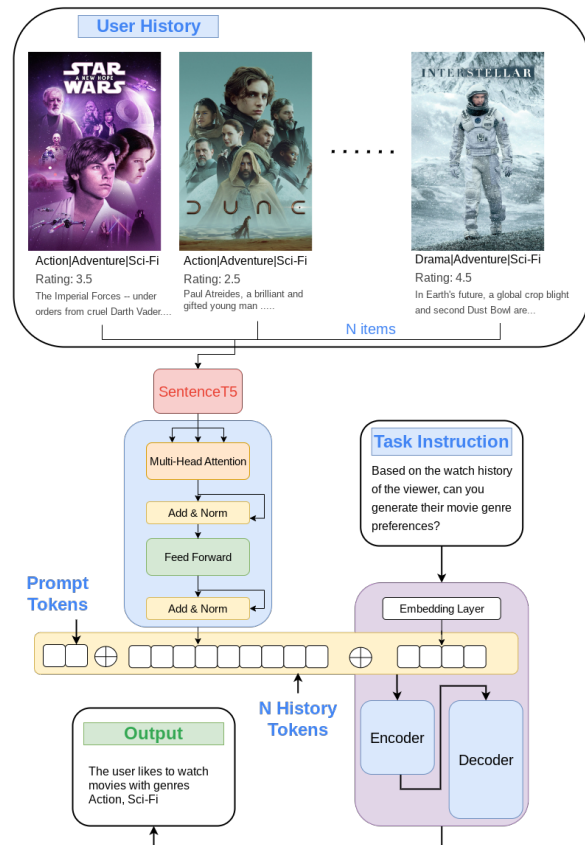 User History
STAR
A NEW HOPE
WARS
DUNE
INTERSTELLAR
......
Action|Adventure|Sci-Fi
Rating: 3.5
The Imperial Forces -- under
orders from cruel Darth Vader....
Action|Adventure|Sci-Fi
Rating: 2.5
Paul Atreides, a brilliant and
gifted young man .....
Drama|Adventure|Sci-Fi
Rating: 4.5
In Earth's future, a global crop blight
and second Dust Bowl are...
N items
SentenceT5
Multi-Head Attention
Add & Norm
Feed Forward
Add & Norm
Task Instruction
Based on the watch history
of the viewer, can you
generate their movie genre
preferences?
Prompt
Tokens
Embedding Layer
N History
Tokens
Encoder
Decoder
Output
The user likes to watch
movies with genres
Action, Sci-Fi